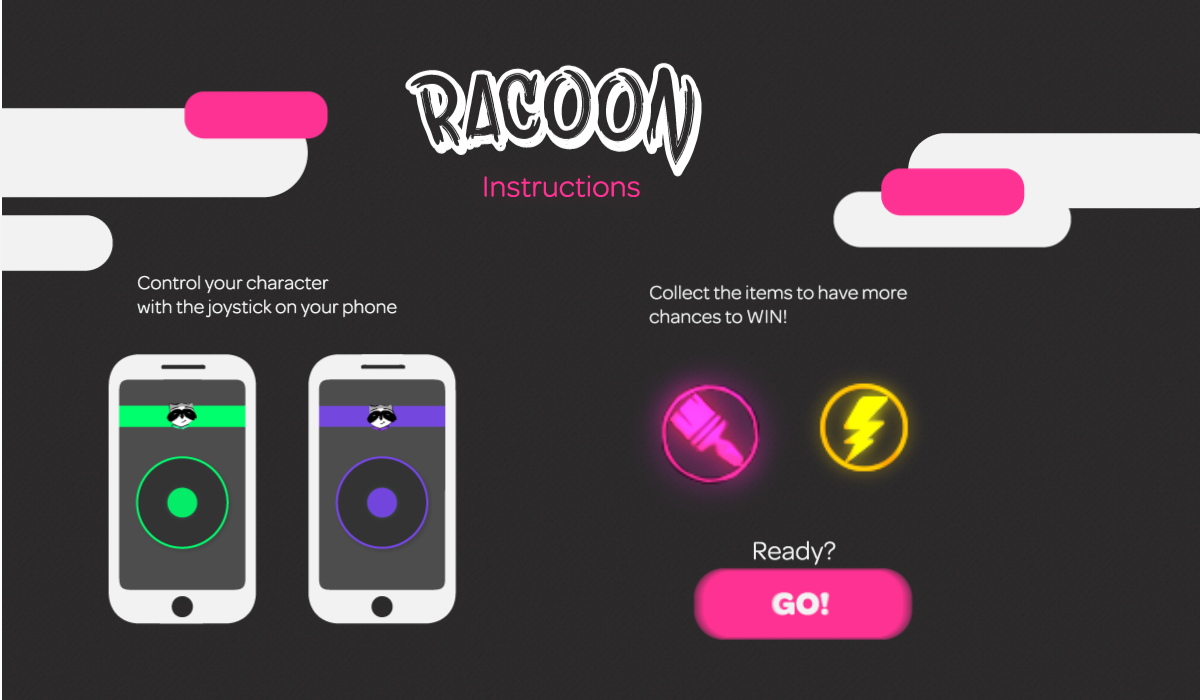 RACOON
Instructions
Control your character
with the joystick on your phone
Collect the items to have more
chances to WIN!
Ready?
GO!